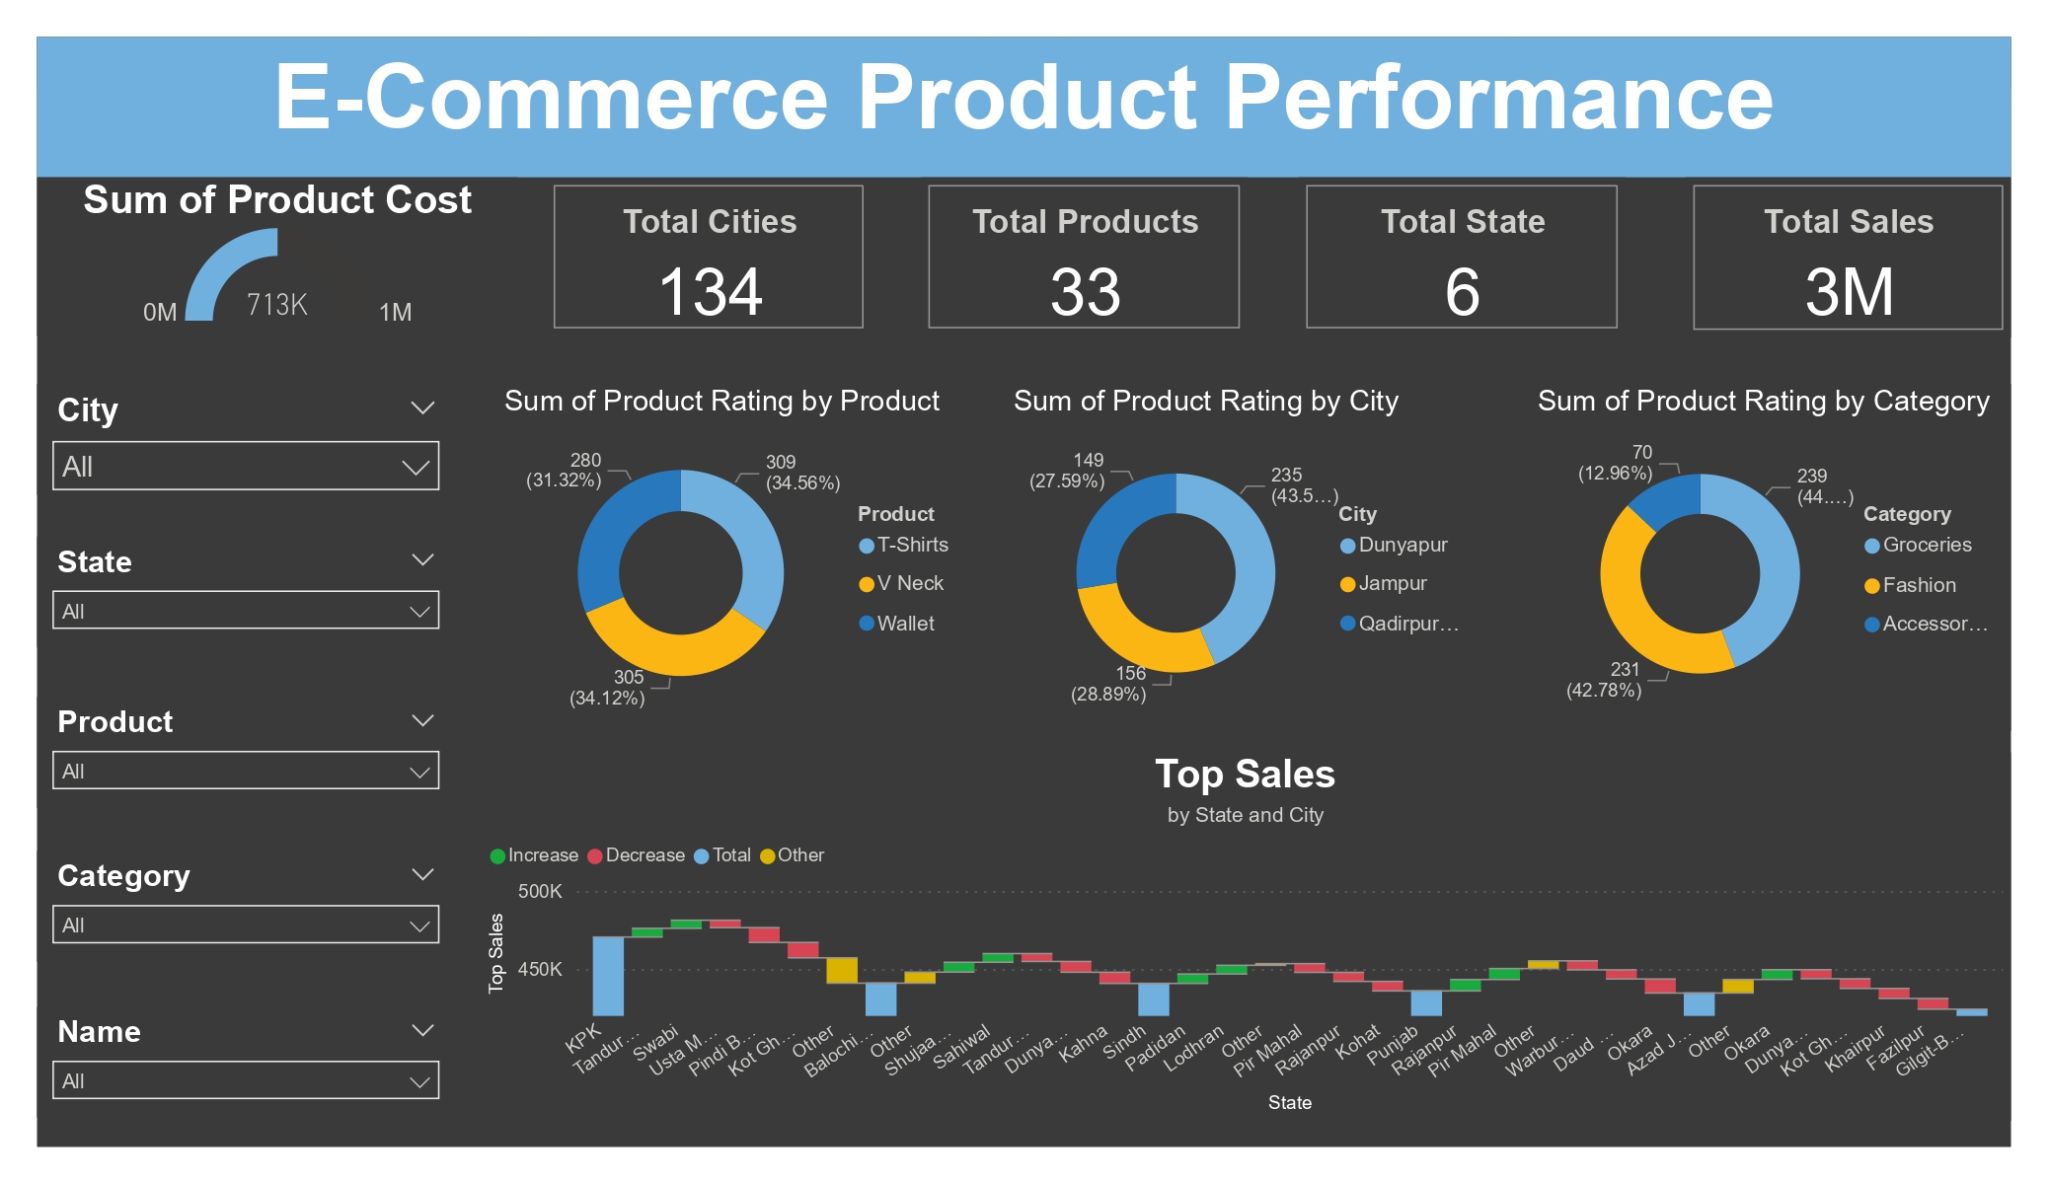 E-Commerce Product Performance
Sum of Product Cost
0M
713K
1M
Total Cities
134
Total Products
33
Total State
6
Total Sales
3M
City
All
State
All
Product
All
Category
All
Name
All
Sum of Product Rating by Product
280
(31.32%)
309
(34.56%)
305
(34.12%)
Product
T-Shirts
V Neck
Wallet
Sum of Product Rating by City
149
(27.59%)
235
(43.5…)
156
(28.89%)
City
Dunyapur
Jampur
Qadirpur…
Sum of Product Rating by Category
70
(12.96%)
239
(44.…)
231
(42.78%)
Category
Groceries
Fashion
Accessor…
Top Sales
by State and City
Increase Decrease Total Other
Top Sales
500K
450K
KPK
Tandur…
Swabi
Usta M…
Pindi B…
Kot Gh…
Other
Balochi…
Other
Shujaa…
Sahiwal
Tandur…
Dunya…
Kahna
Sindh
Padidan
Lodhran
Other
Pir Mahal
Rajanpur
Kohat
Punjab
Rajanpur
Pir Mahal
Other
Warbur…
Daud …
Okara
Azad J…
Other
Okara
Dunya…
Kot Gh…
Khairpur
Fazilpur
Gilgit-B…
State